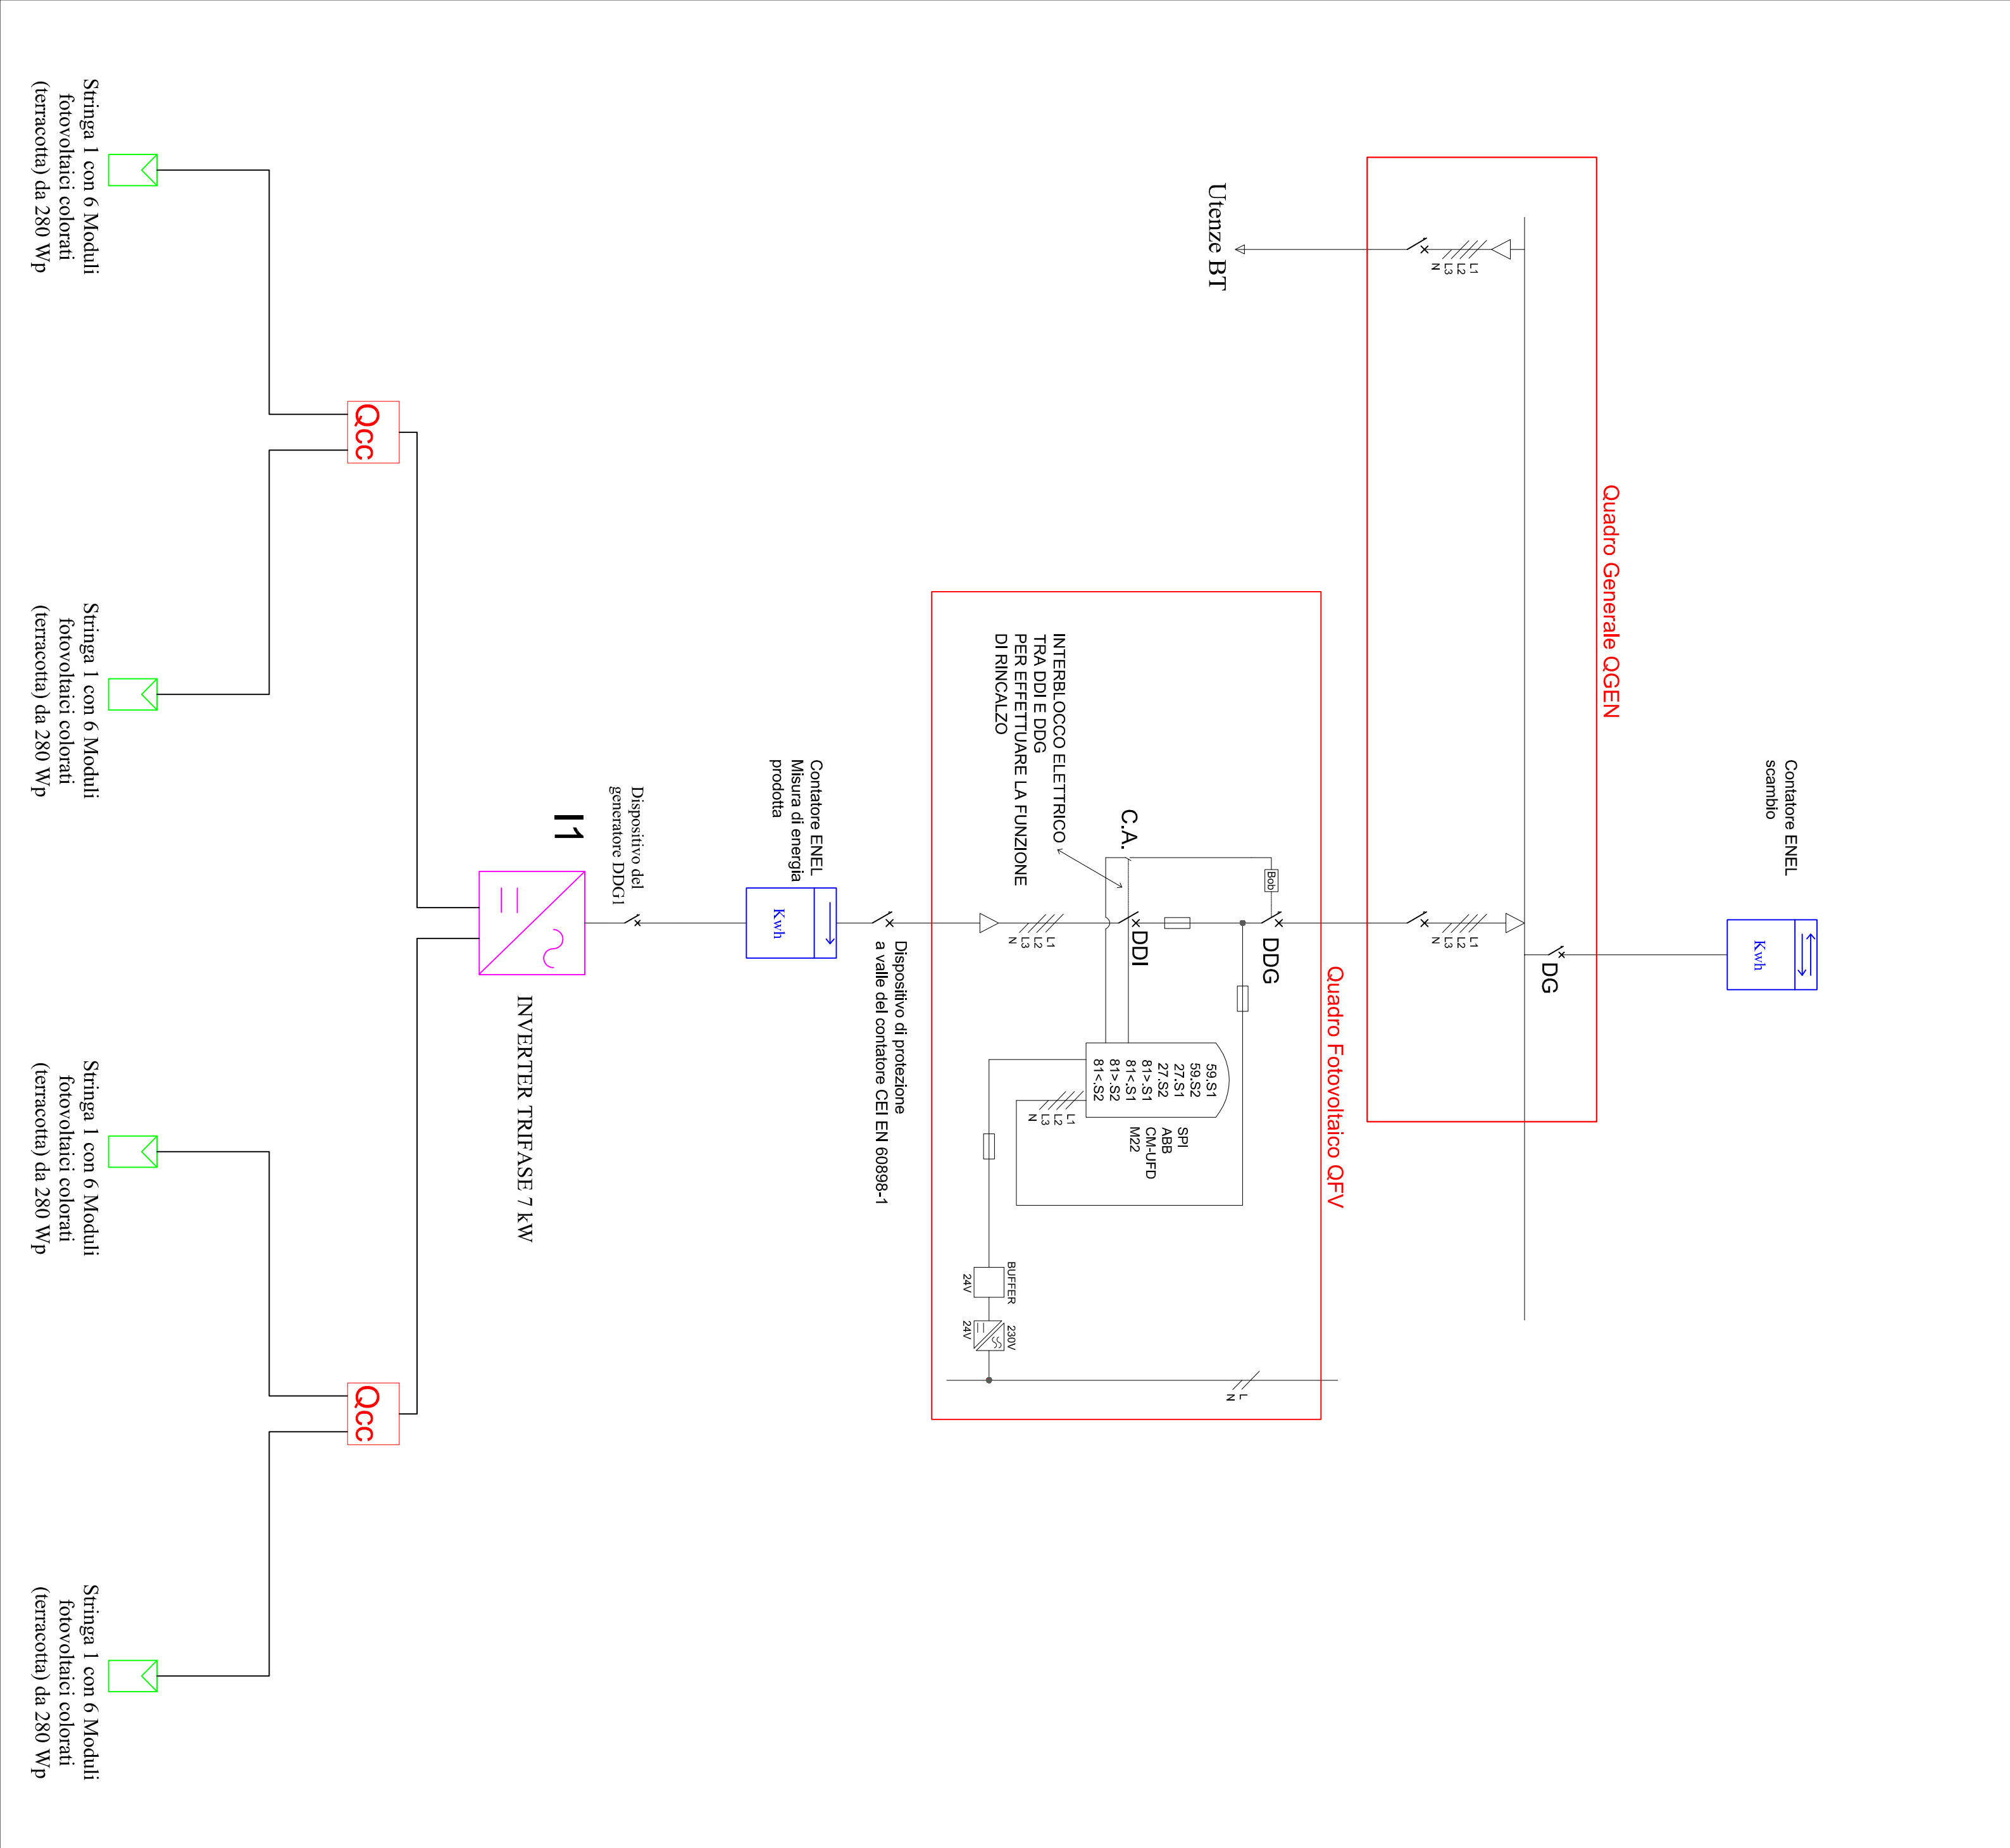 Contatore ENEL
scambio
Kwh
Quadro Generale QGEN
DG
L1
L2
L3
N
L1
L2
L3
N
Utenze BT
Quadro Fotovoltaico QFV
DDG
Bob
C.A.
DDI
INTERBLOCCO ELETTRICO
TRA DDI E DDG
PER EFFETTUARE LA FUNZIONE
DI RINCALZO
59.S1
59.S2
27.S1
27.S2
81>.S1
81<.S1
81>.S2
81<.S2
SPI
ABB
CM-UFD
M22
L1
L2
L3
N
L1
L2
L3
N
L
N
BUFFER
24V
230V
24V
Dispositivo di protezione
a valle del contatore CEI EN 60898-1
Contatore ENEL
Misura di energia
prodotta
Kwh
Dispositivo del
generatore DDG1
I1
INVERTER TRIFASE 7 kW
Qcc
Qcc
Stringa 1 con 6 Moduli
fotovoltaici colorati
(terracotta) da 280 Wp
Stringa 1 con 6 Moduli
fotovoltaici colorati
(terracotta) da 280 Wp
Stringa 1 con 6 Moduli
fotovoltaici colorati
(terracotta) da 280 Wp
Stringa 1 con 6 Moduli
fotovoltaici colorati
(terracotta) da 280 Wp